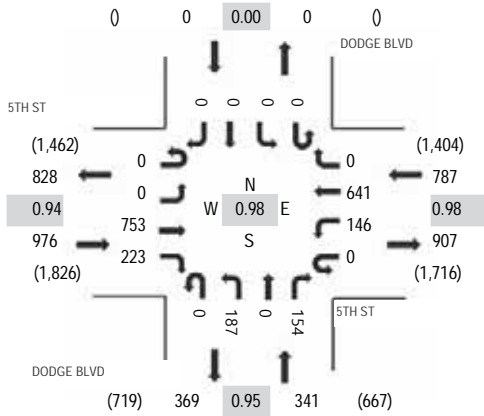 () 0 0.00 0 ()
DODGE BLVD
5TH ST
0 0 0 0
(1,462) (1,404)
828 0 0 787
0 N 641
0.94 W 0.98 E 0.98
753 146
976 S 907
223 0
(1,826) (1,716)
0 187 0 154
5TH ST
DODGE BLVD
(719) 369 0.95 341 (667)